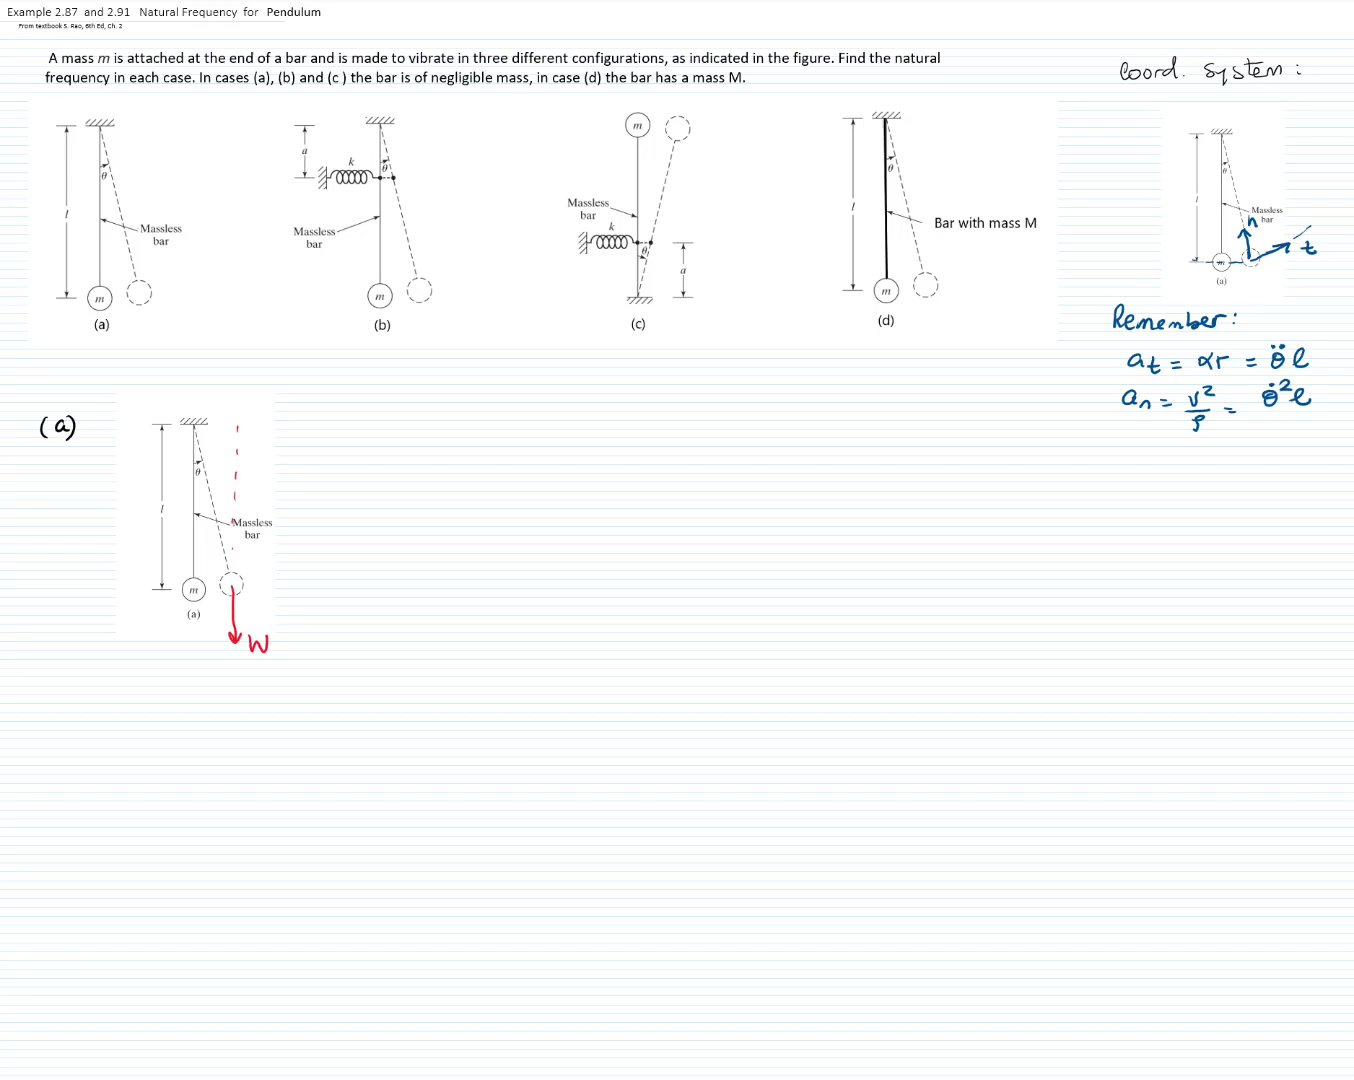 Example 2.87 and 2.91 Natural Frequency for Pendulum
From textbook S. Rao, 6th Ed, Ch. 2
A mass m is attached at the end of a bar and is made to vibrate in three different configurations, as indicated in the figure. Find the natural
frequency in each case. In cases (a), (b) and (c ) the bar is of negligible mass, in case (d) the bar has a mass M.
Coord. System :
l
θ
Massless
bar
m
(a)
a
k
θ
Massless
bar
m
(b)
m
Massless
bar
k
θ
a
(c)
l
θ
Bar with mass M
m
(d)
l
θ
Massless
bar
n
t
m
(a)
Remember :
at = αr = θ̈ l
an = v²/ρ = θ̇²l
(a)
l
θ
Massless
bar
m
(a)
W